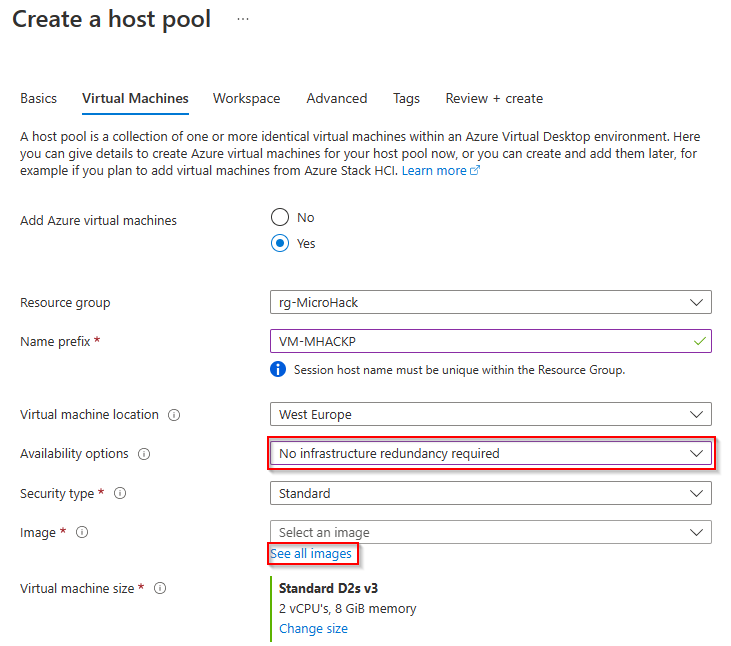 Create a host pool ...
Basics Virtual Machines Workspace Advanced Tags Review + create
A host pool is a collection of one or more identical virtual machines within an Azure Virtual Desktop environment. Here
you can give details to create Azure virtual machines for your host pool now, or you can create and add them later, for
example if you plan to add virtual machines from Azure Stack HCI. Learn more
Add Azure virtual machines
No
Yes
Resource group rg-MicroHack
Name prefix * VM-MHACKP
Session host name must be unique within the Resource Group.
Virtual machine location West Europe
Availability options No infrastructure redundancy required
Security type * Standard
Image * Select an image
See all images
Virtual machine size * Standard D2s v3
2 vCPU's, 8 GiB memory
Change size